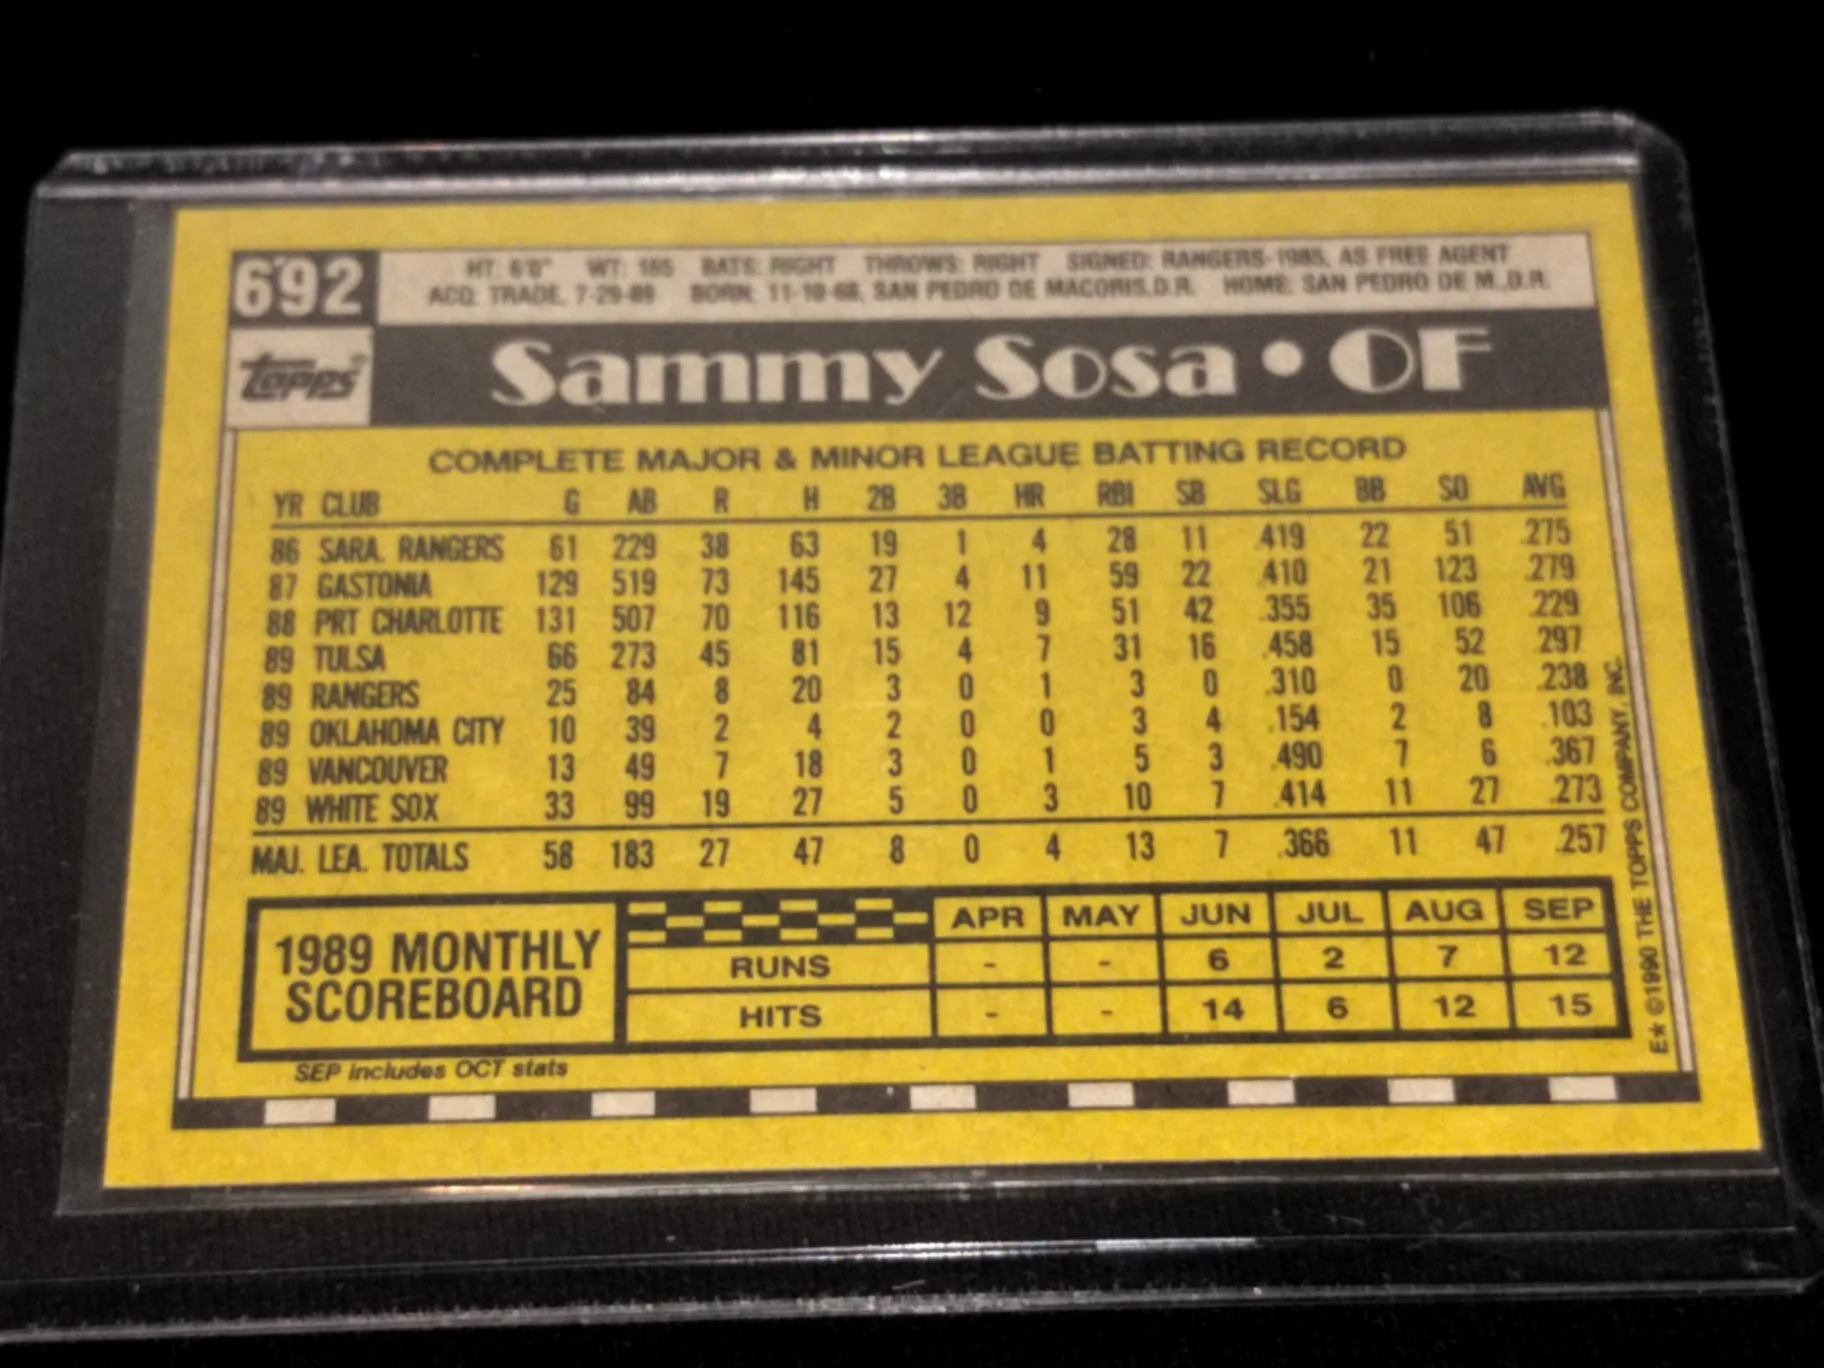 692
HT: 6'0" WT: 165 BATS: RIGHT THROWS: RIGHT SIGNED: RANGERS-1985, AS FREE AGENT
ACQ: TRADE, 7-29-89 BORN: 11-10-68, SAN PEDRO DE MACORIS,D.R. HOME: SAN PEDRO DE M.,D.R.
topps®
Sammy Sosa • OF
COMPLETE MAJOR & MINOR LEAGUE BATTING RECORD
YR CLUB G AB R H 2B 3B HR RBI SB SLG BB SO AVG
86 SARA. RANGERS 61 229 38 63 19 1 4 28 11 .419 22 51 .275
87 GASTONIA 129 519 73 145 27 4 11 59 22 .410 21 123 .279
88 PRT CHARLOTTE 131 507 70 116 13 12 9 51 42 .355 35 106 .229
89 TULSA 66 273 45 81 15 4 7 31 16 .458 15 52 .297
89 RANGERS 25 84 8 20 3 0 1 3 0 .310 0 20 .238
89 OKLAHOMA CITY 10 39 2 4 2 0 0 3 4 .154 2 8 .103
89 VANCOUVER 13 49 7 18 3 0 1 5 3 .490 7 6 .367
89 WHITE SOX 33 99 19 27 5 0 3 10 7 .414 11 27 .273
MAJ. LEA. TOTALS 58 183 27 47 8 0 4 13 7 .366 11 47 .257
1989 MONTHLY
SCOREBOARD
APR MAY JUN JUL AUG SEP
RUNS - - 6 2 7 12
HITS - - 14 6 12 15
SEP includes OCT stats
E* ©1990 THE TOPPS COMPANY, INC.